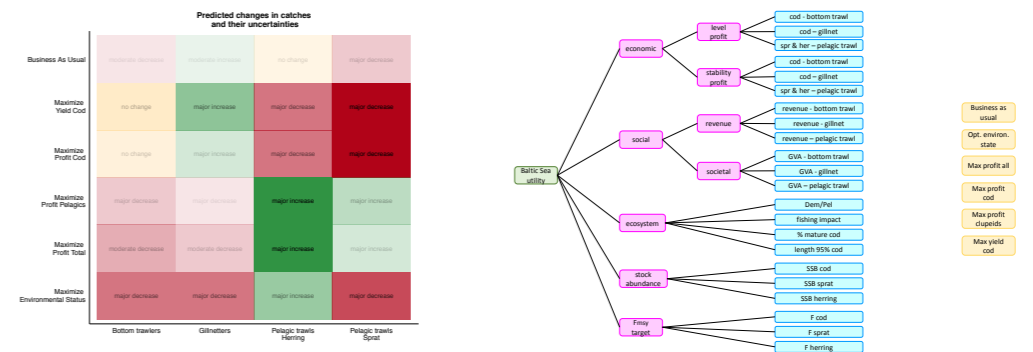 Predicted changes in catches
and their uncertainties
Business As Usual
moderate decrease
moderate increase
no change
major decrease
Maximize
Yield Cod
no change
major increase
major decrease
major decrease
Maximize
Profit Cod
no change
major increase
major decrease
major decrease
Maximize
Profit Pelagics
major decrease
major decrease
major increase
major increase
Maximize
Profit Total
moderate decrease
moderate decrease
major increase
major increase
Maximize
Environmental Status
major decrease
major decrease
major increase
major decrease
Bottom trawlers
Gillnetters
Pelagic trawls
Herring
Pelagic trawls
Sprat
Baltic Sea
utility
economic
level
profit
cod - bottom trawl
cod – gillnet
spr & her – pelagic trawl
stability
profit
cod - bottom trawl
cod – gillnet
spr & her – pelagic trawl
social
revenue
revenue - bottom trawl
revenue - gillnet
revenue – pelagic trawl
societal
GVA - bottom trawl
GVA - gillnet
GVA – pelagic trawl
ecosystem
Dem/Pel
fishing impact
% mature cod
length 95% cod
stock
abundance
SSB cod
SSB sprat
SSB herring
Fmsy
target
F cod
F sprat
F herring
Business as
usual
Opt. environ.
state
Max profit all
Max profit
cod
Max profit
clupeids
Max yield
cod